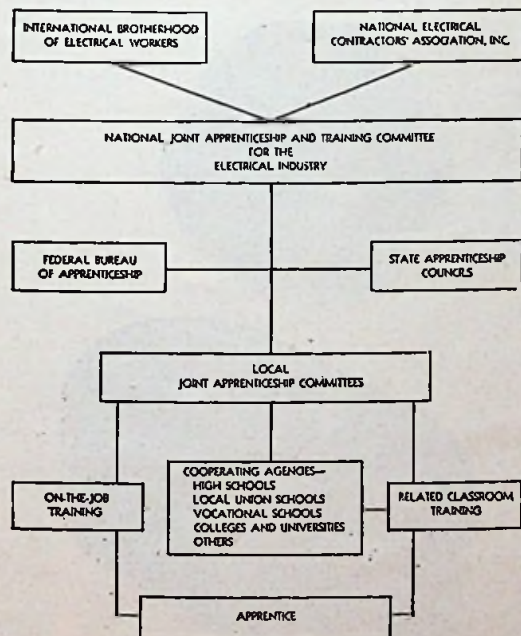 INTERNATIONAL BROTHERHOOD
OF ELECTRICAL WORKERS
NATIONAL ELECTRICAL
CONTRACTORS' ASSOCIATION, INC.
NATIONAL JOINT APPRENTICESHIP AND TRAINING COMMITTEE
FOR THE
ELECTRICAL INDUSTRY
FEDERAL BUREAU
OF APPRENTICESHIP
STATE APPRENTICESHIP
COUNCILS
LOCAL
JOINT APPRENTICESHIP COMMITTEES
ON-THE-JOB
TRAINING
COOPERATING AGENCIES—
HIGH SCHOOLS
LOCAL UNION SCHOOLS
VOCATIONAL SCHOOLS
COLLEGES AND UNIVERSITIES
OTHERS
RELATED CLASSROOM
TRAINING
APPRENTICE